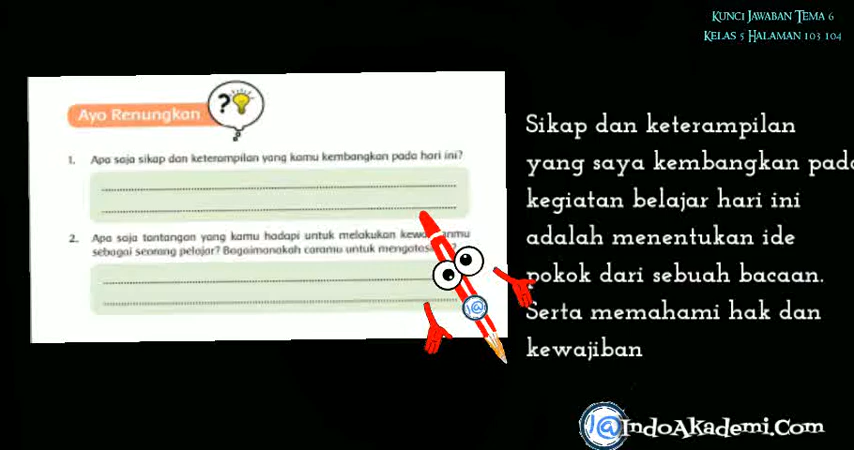 Kunci Jawaban Tema 6
Kelas 5 Halaman 103 104
Ayo Renungkan
?
1. Apa saja sikap dan keterampilan yang kamu kembangkan pada hari ini?
2. Apa saja tantangan yang kamu hadapi untuk melakukan
sebagai seorang pelajar? Bagaimanakah caramu untuk
Sikap dan keterampilan
yang saya kembangkan pada
kegiatan belajar hari ini
adalah menentukan ide
pokok dari sebuah bacaan.
Serta memahami hak dan
kewajiban
1@
1@IndoAkademi.Com